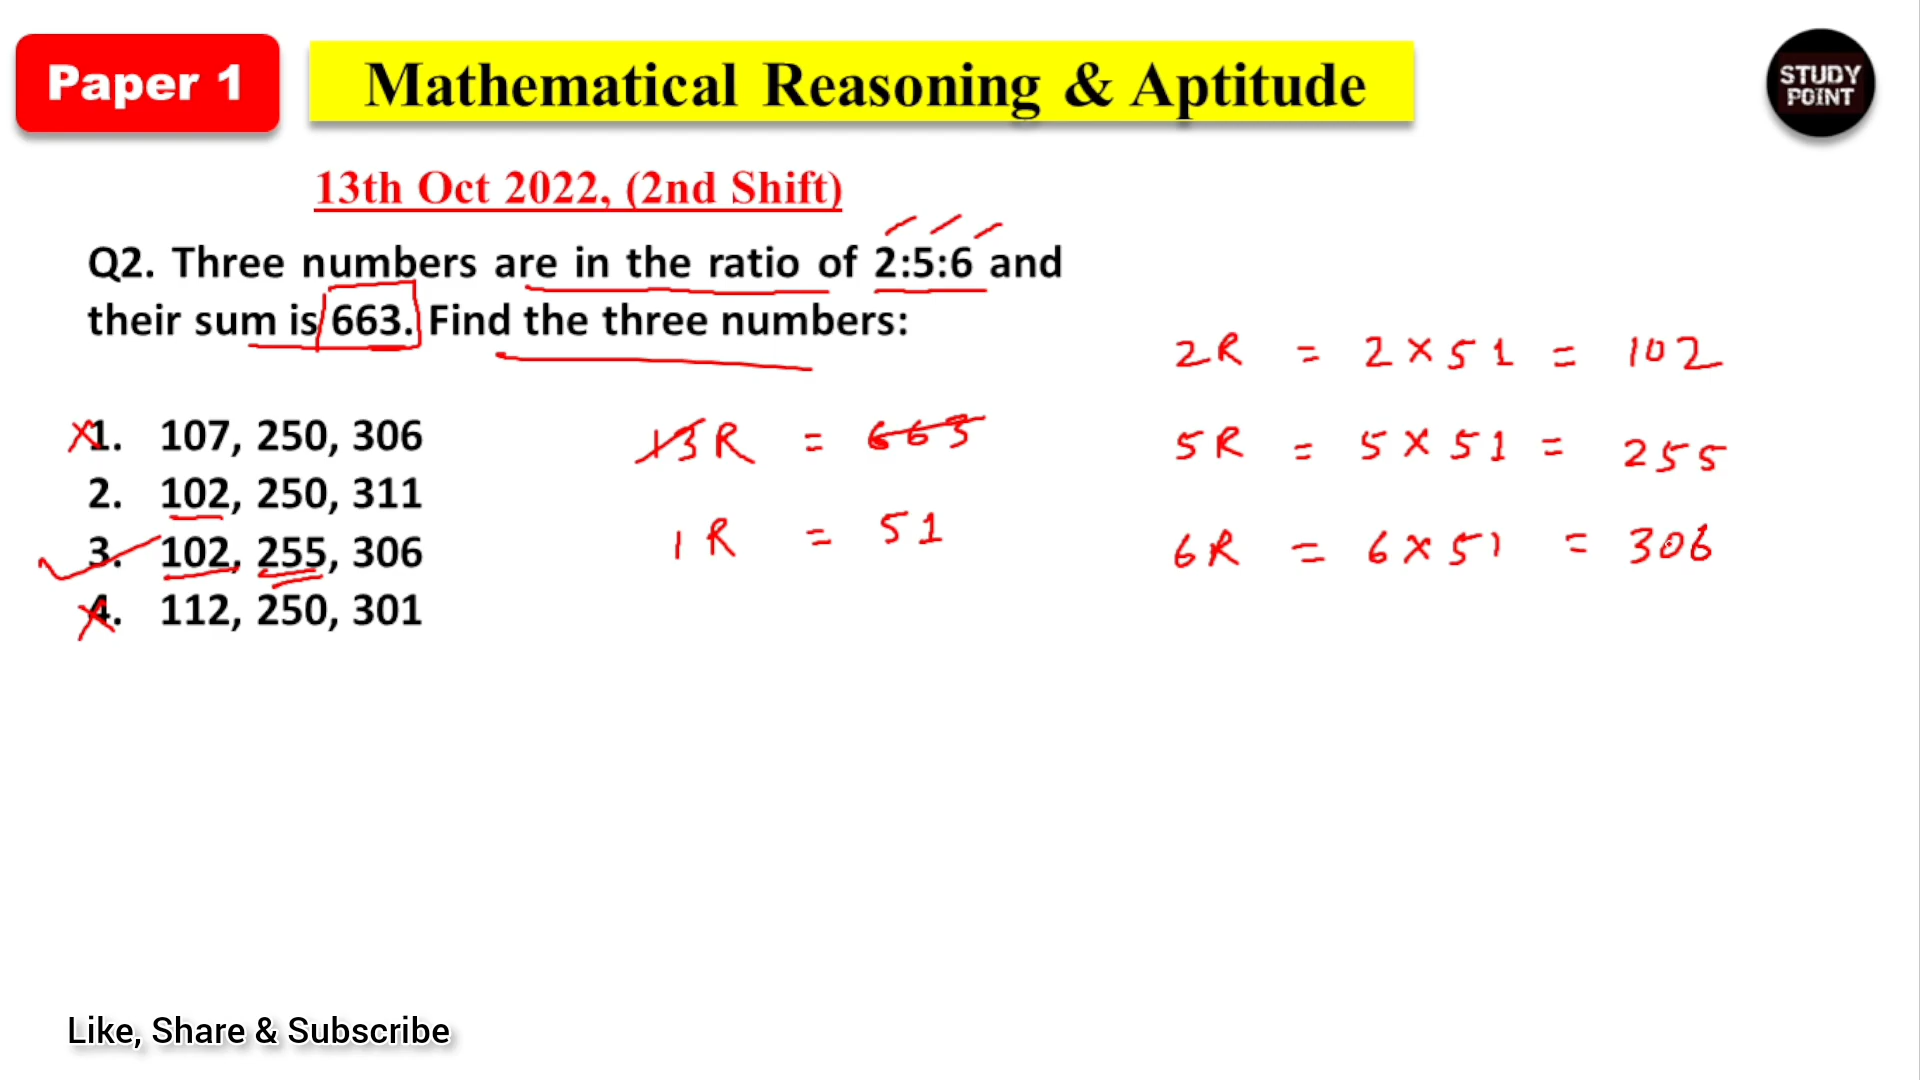 Paper 1
Mathematical Reasoning & Aptitude
STUDY
POINT
13th Oct 2022, (2nd Shift)
Q2. Three numbers are in the ratio of 2:5:6 and
their sum is 663. Find the three numbers:
1. 107, 250, 306
2. 102, 250, 311
3. 102, 255, 306
4. 112, 250, 301
13R = 663
1R = 51
2R = 2×51 = 102
5R = 5×51 = 255
6R = 6×51 = 306
Like, Share & Subscribe